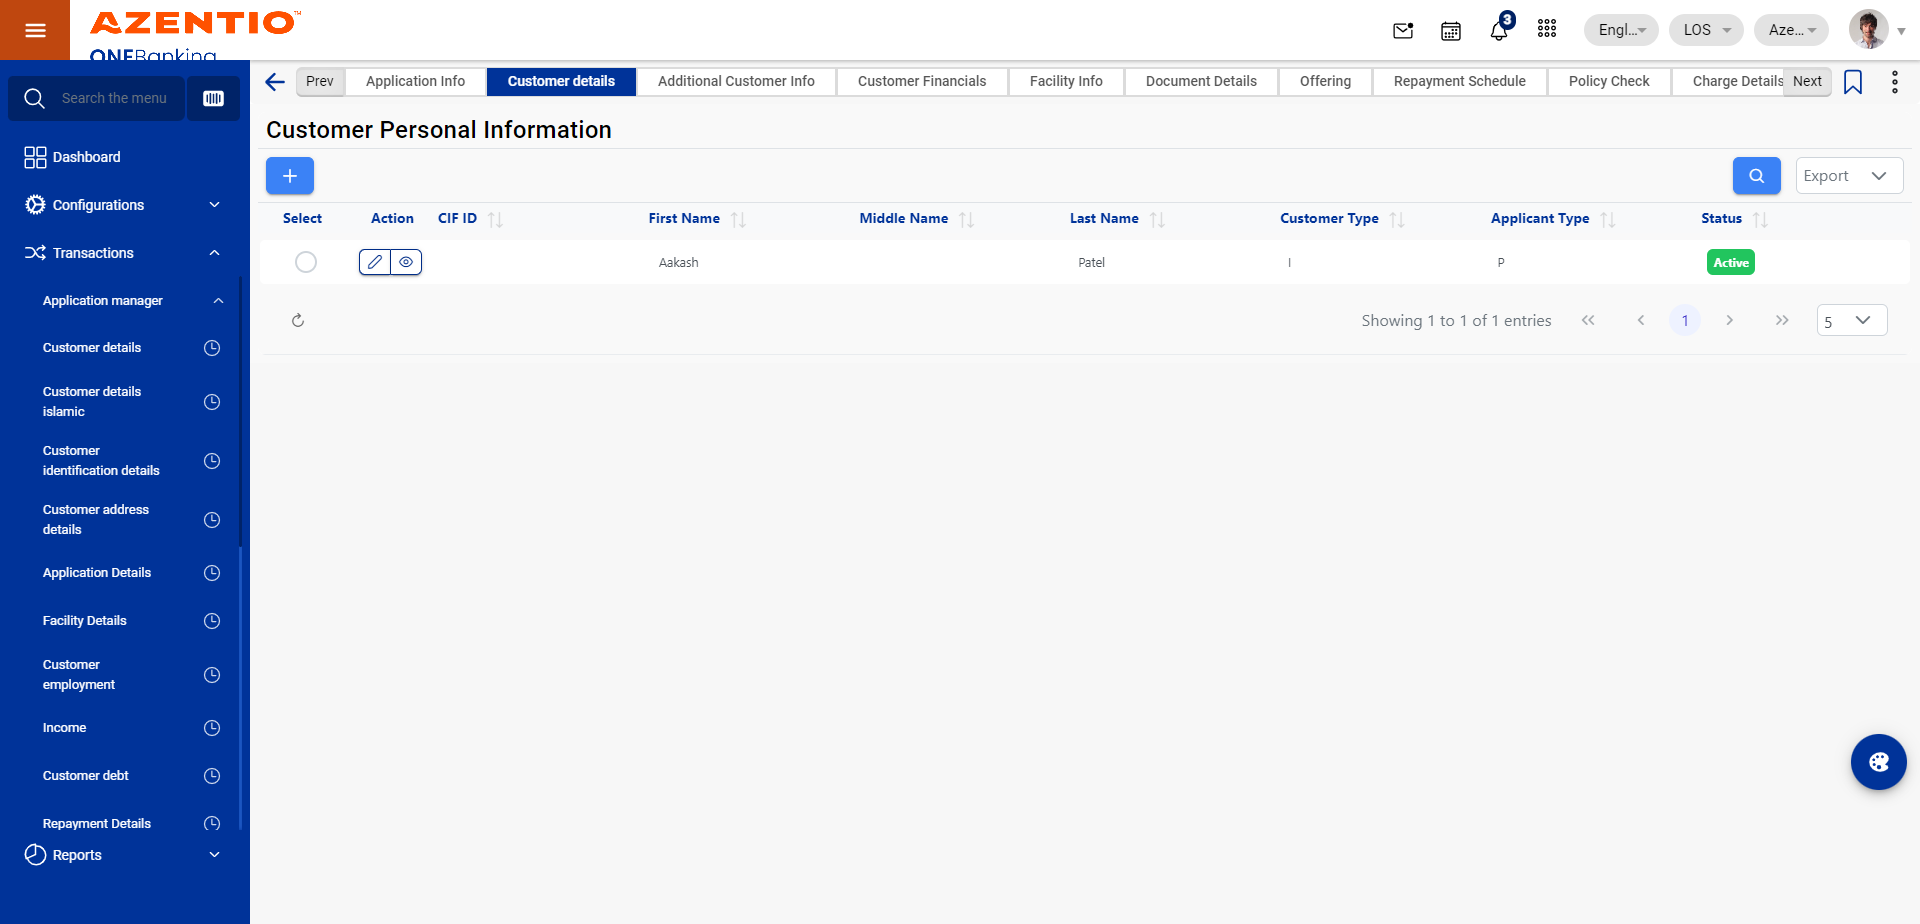 AZENTIO™
ONEBanking
3
Engl...
LOS
Aze...
Search the menu
Dashboard
Configurations
Transactions
Application manager
Customer details
Customer details
islamic
Customer
identification details
Customer address
details
Application Details
Facility Details
Customer
employment
Income
Customer debt
Repayment Details
Reports
Prev
Application Info
Customer details
Additional Customer Info
Customer Financials
Facility Info
Document Details
Offering
Repayment Schedule
Policy Check
Charge Details
Next
Customer Personal Information
Export
Select Action CIF ID First Name Middle Name Last Name Customer Type Applicant Type Status
Aakash Patel I P Active
Showing 1 to 1 of 1 entries
1
5